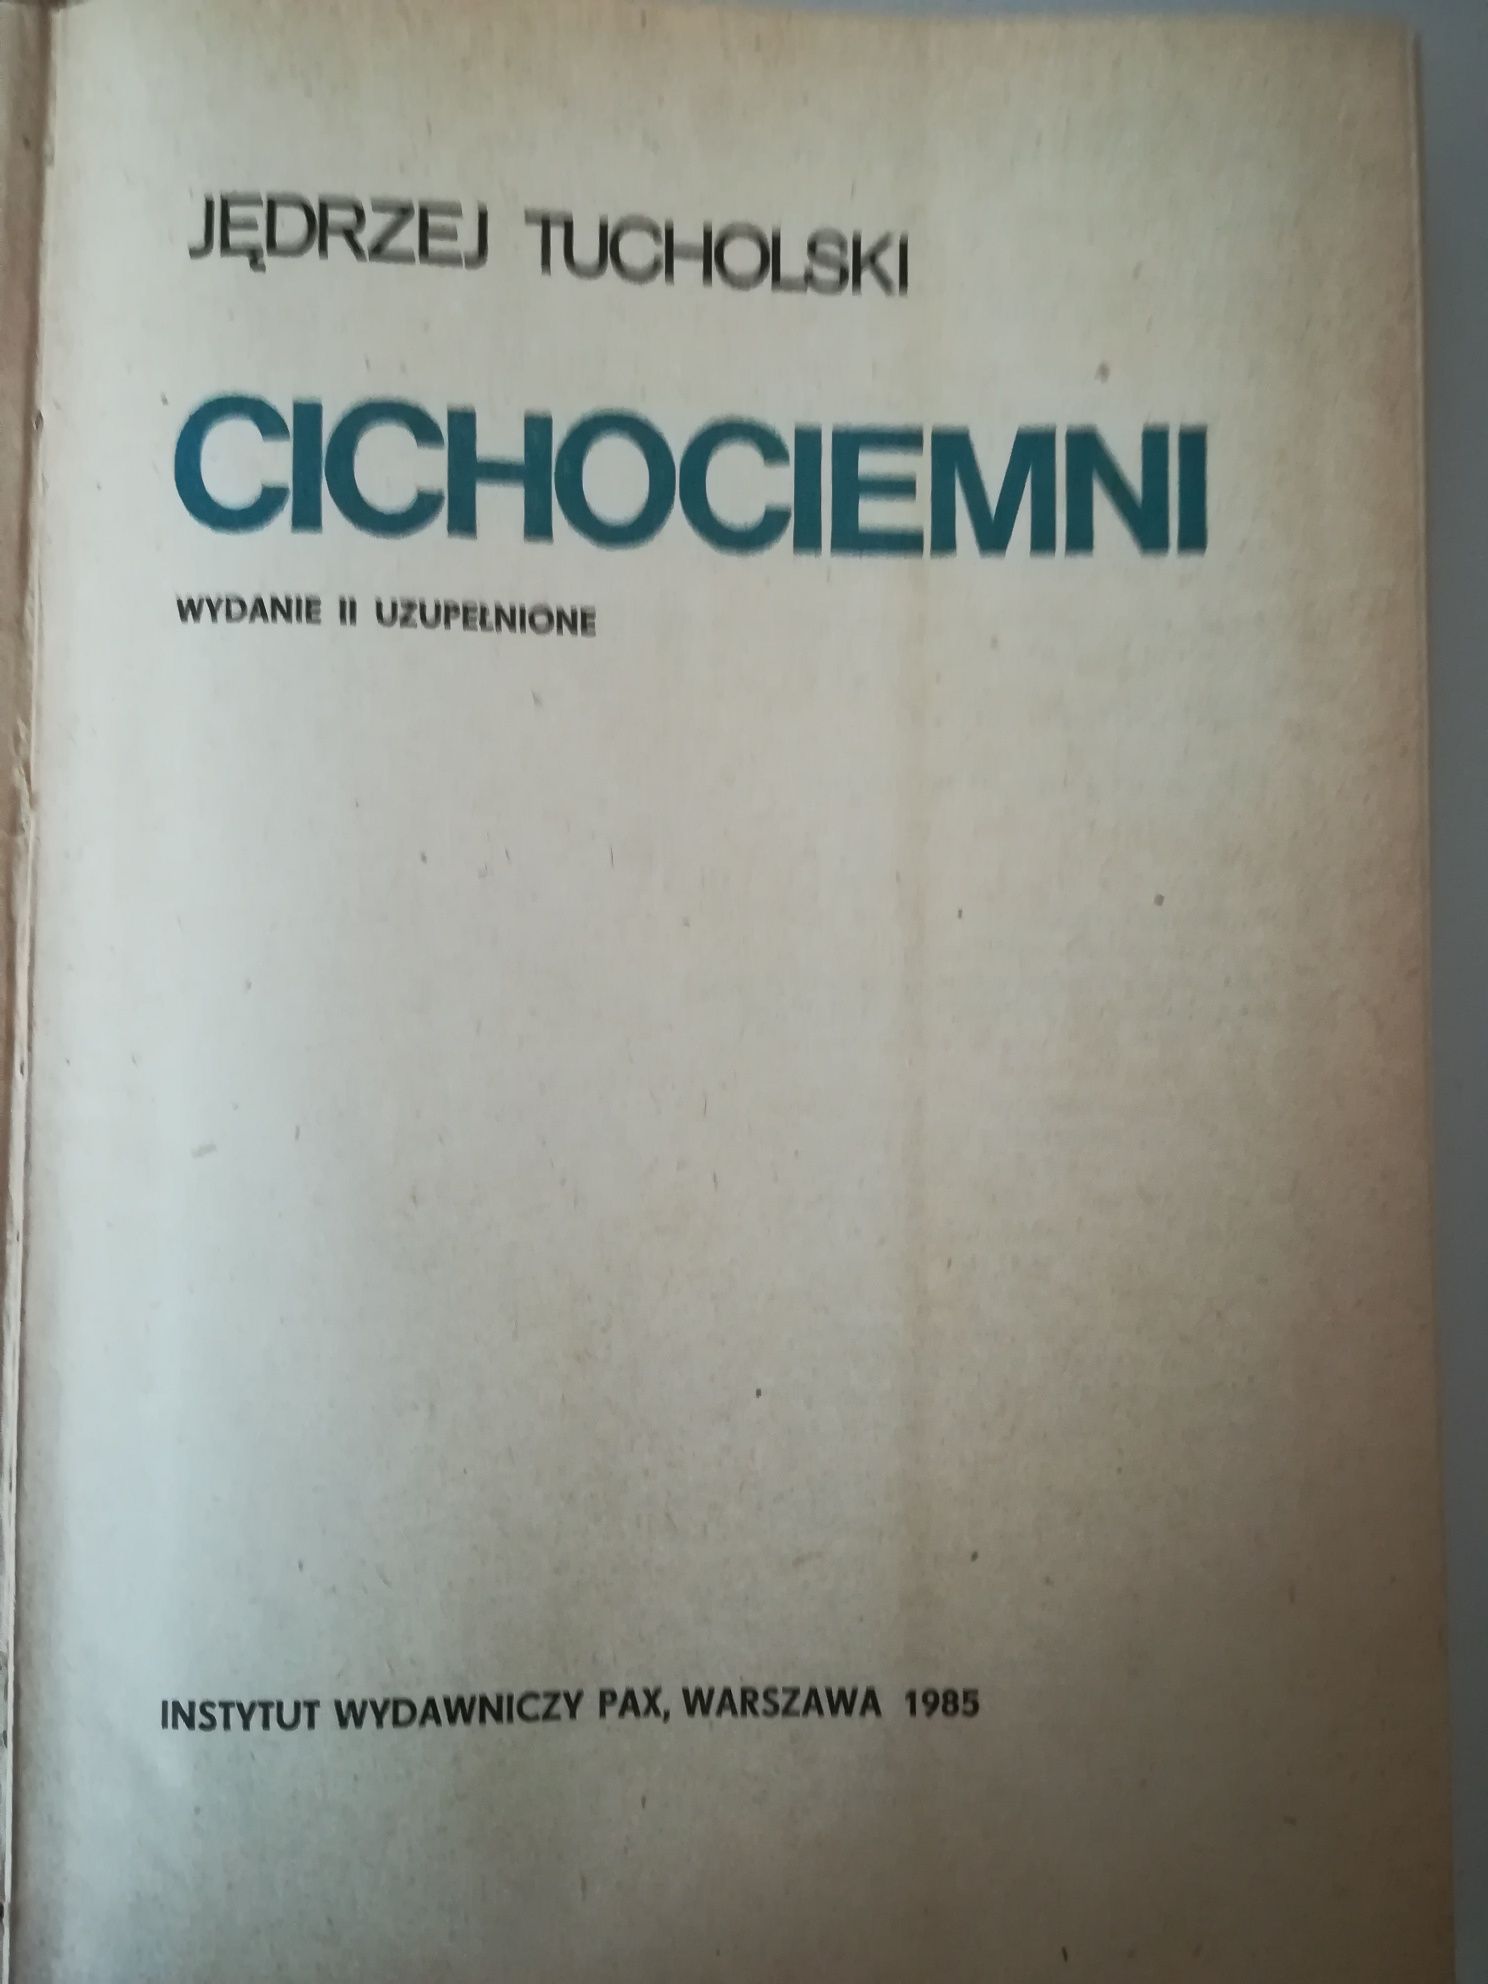 JĘDRZEJ TUCHOLSKI
CICHOCIEMNI
WYDANIE II UZUPEŁNIONE
INSTYTUT WYDAWNICZY PAX, WARSZAWA 1985